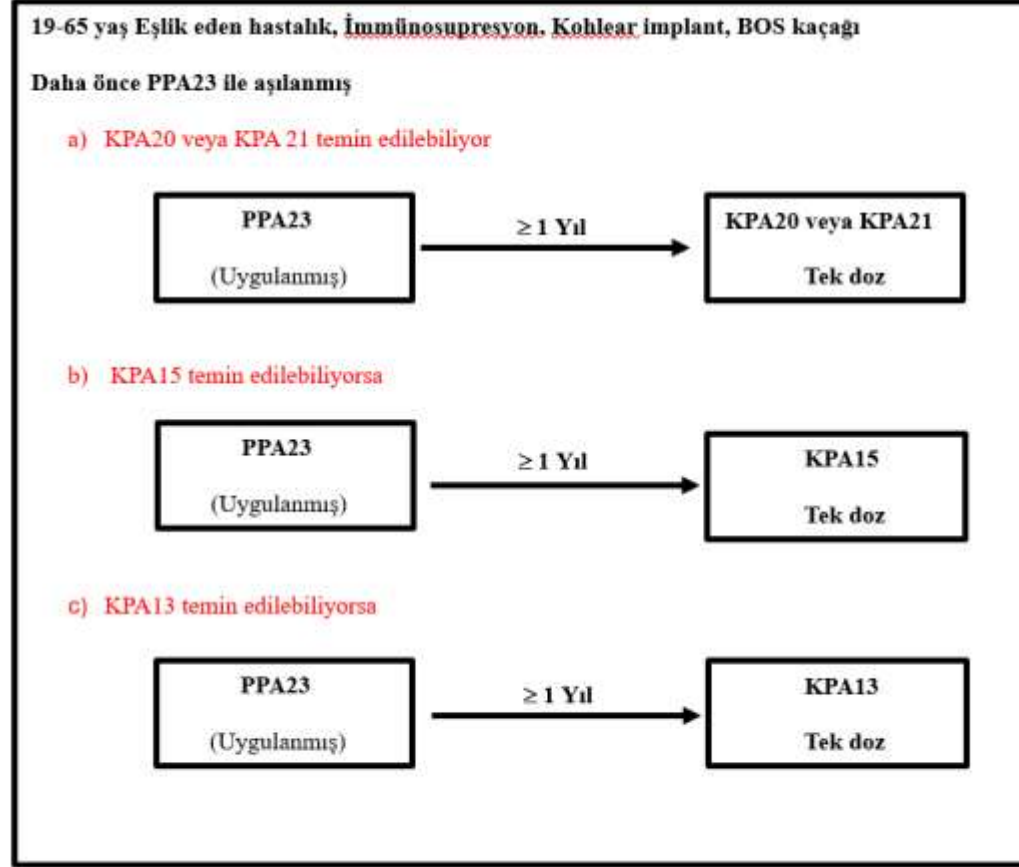 19-65 yaş Eşlik eden hastalık, İmmünosupresyon, Kohlear implant, BOS kaçağı
Daha önce PPA23 ile aşılanmış
a) KPA20 veya KPA 21 temin edilebiliyor
PPA23
(Uygulanmış)
≥ 1 Yıl
KPA20 veya KPA21
Tek doz
b) KPA15 temin edilebiliyorsa
PPA23
(Uygulanmış)
≥ 1 Yıl
KPA15
Tek doz
c) KPA13 temin edilebiliyorsa
PPA23
(Uygulanmış)
≥ 1 Yıl
KPA13
Tek doz